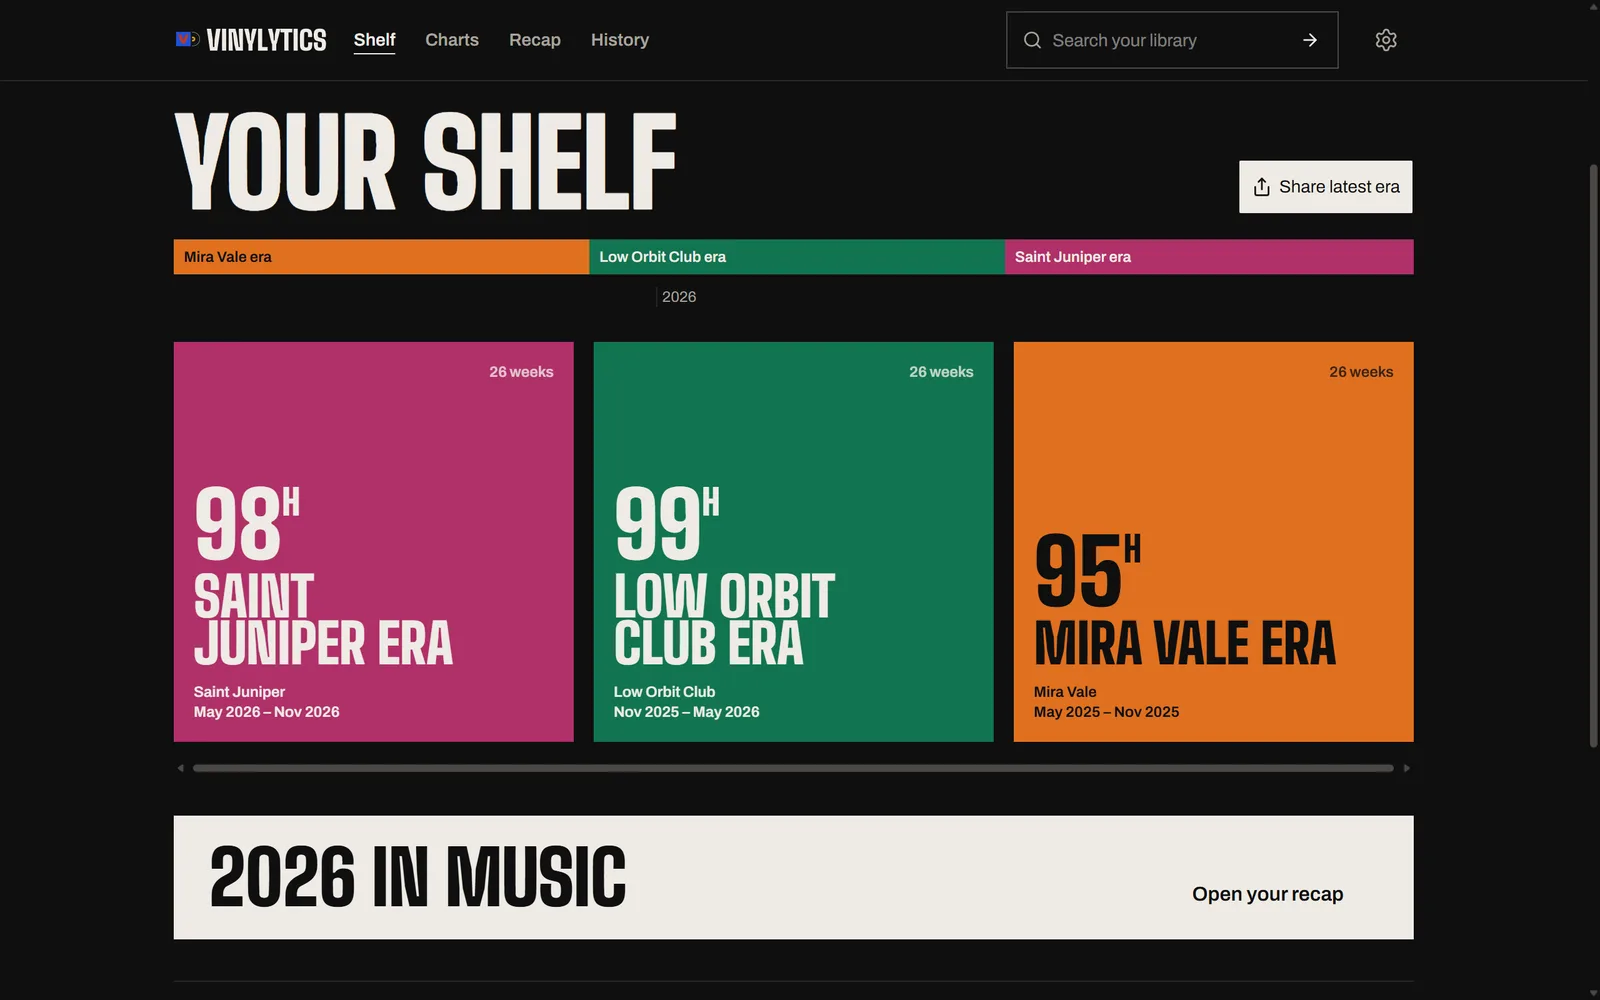 VINYLYTICS
Shelf
Charts
Recap
History
Search your library
YOUR SHELF
Share latest era
Mira Vale era
Low Orbit Club era
Saint Juniper era
2026
26 weeks
98H
SAINT
JUNIPER ERA
Saint Juniper
May 2026 – Nov 2026
26 weeks
99H
LOW ORBIT
CLUB ERA
Low Orbit Club
Nov 2025 – May 2026
26 weeks
95H
MIRA VALE ERA
Mira Vale
May 2025 – Nov 2025
2026 IN MUSIC
Open your recap